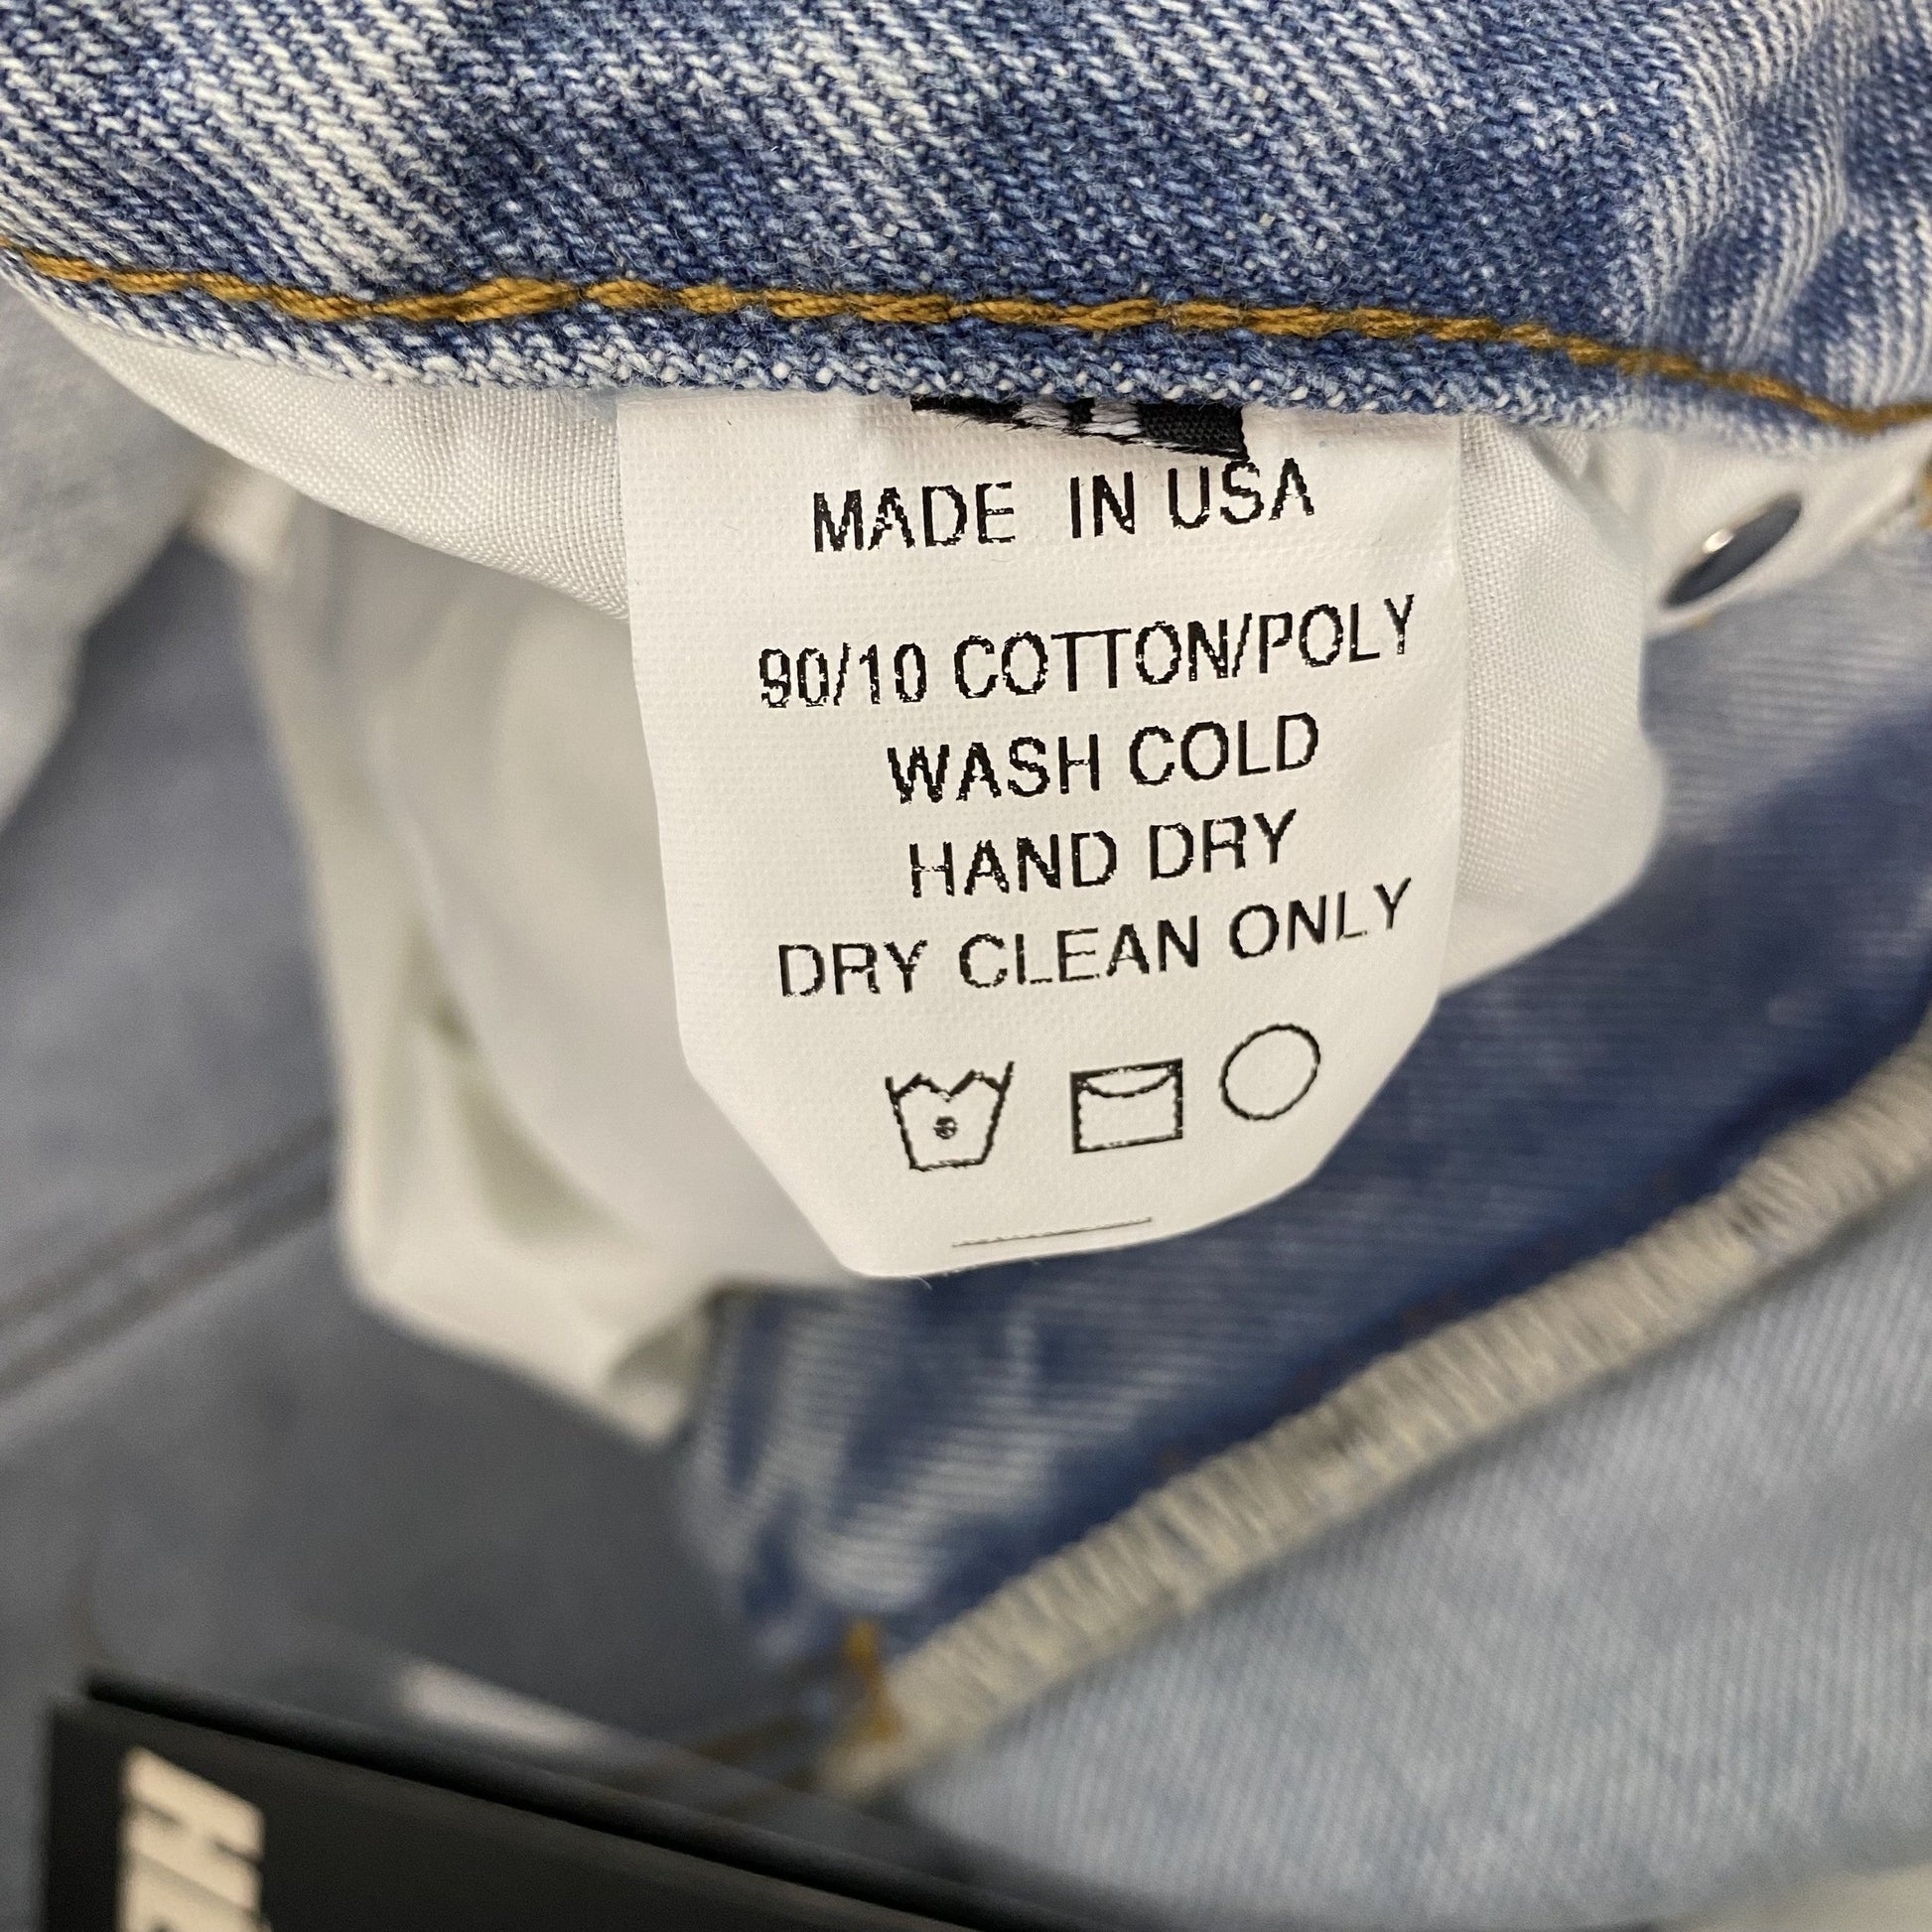 MADE IN USA
90/10 COTTON/POLY
WASH COLD
HAND DRY
DRY CLEAN ONLY